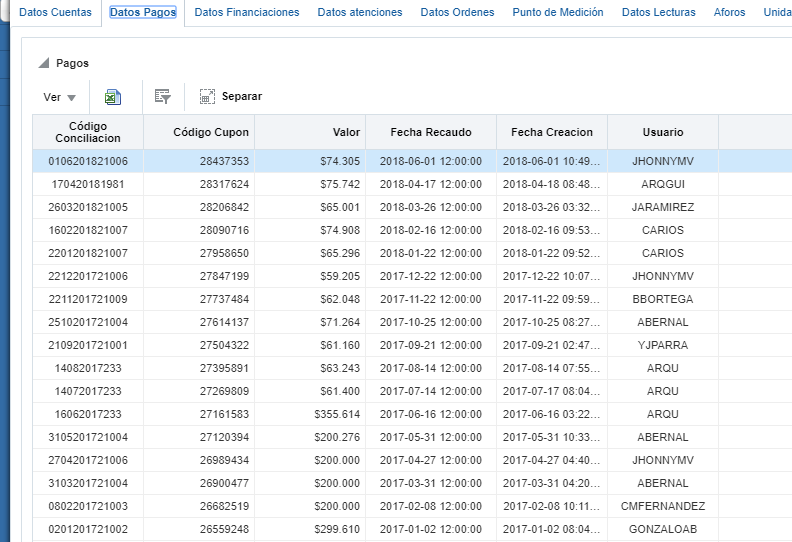 Datos Cuentas Datos Pagos Datos Financiaciones Datos atenciones Datos Ordenes Punto de Medición Datos Lecturas Aforos Unida
Pagos
Ver Separar
Código Conciliacion Código Cupon Valor Fecha Recaudo Fecha Creacion Usuario
0106201821006 28437353 $74.305 2018-06-01 12:00:00 2018-06-01 10:49... JHONNYMV
170420181981 28317624 $75.742 2018-04-17 12:00:00 2018-04-18 08:48... ARQGUI
2603201821005 28206842 $65.001 2018-03-26 12:00:00 2018-03-26 03:32... JARAMIREZ
1602201821007 28090716 $74.908 2018-02-16 12:00:00 2018-02-16 09:53... CARIOS
2201201821007 27958650 $65.296 2018-01-22 12:00:00 2018-01-22 09:52... CARIOS
2212201721006 27847199 $59.205 2017-12-22 12:00:00 2017-12-22 10:07... JHONNYMV
2211201721009 27737484 $62.048 2017-11-22 12:00:00 2017-11-22 09:59... BBORTEGA
2510201721004 27614137 $71.264 2017-10-25 12:00:00 2017-10-25 08:27... ABERNAL
2109201721001 27504322 $61.160 2017-09-21 12:00:00 2017-09-21 02:47... YJPARRA
14082017233 27395891 $63.243 2017-08-14 12:00:00 2017-08-14 07:55... ARQU
14072017233 27269809 $61.400 2017-07-14 12:00:00 2017-07-17 08:04... ARQU
16062017233 27161583 $355.614 2017-06-16 12:00:00 2017-06-16 03:22... ARQU
3105201721004 27120394 $200.276 2017-05-31 12:00:00 2017-05-31 10:33... ABERNAL
2704201721006 26989434 $200.000 2017-04-27 12:00:00 2017-04-27 04:40... JHONNYMV
3103201721004 26900477 $200.000 2017-03-31 12:00:00 2017-03-31 04:20... ABERNAL
0802201721003 26682519 $200.000 2017-02-08 12:00:00 2017-02-08 10:11... CMFERNANDEZ
0201201721002 26559248 $299.610 2017-01-02 12:00:00 2017-01-02 08:04... GONZALOAB